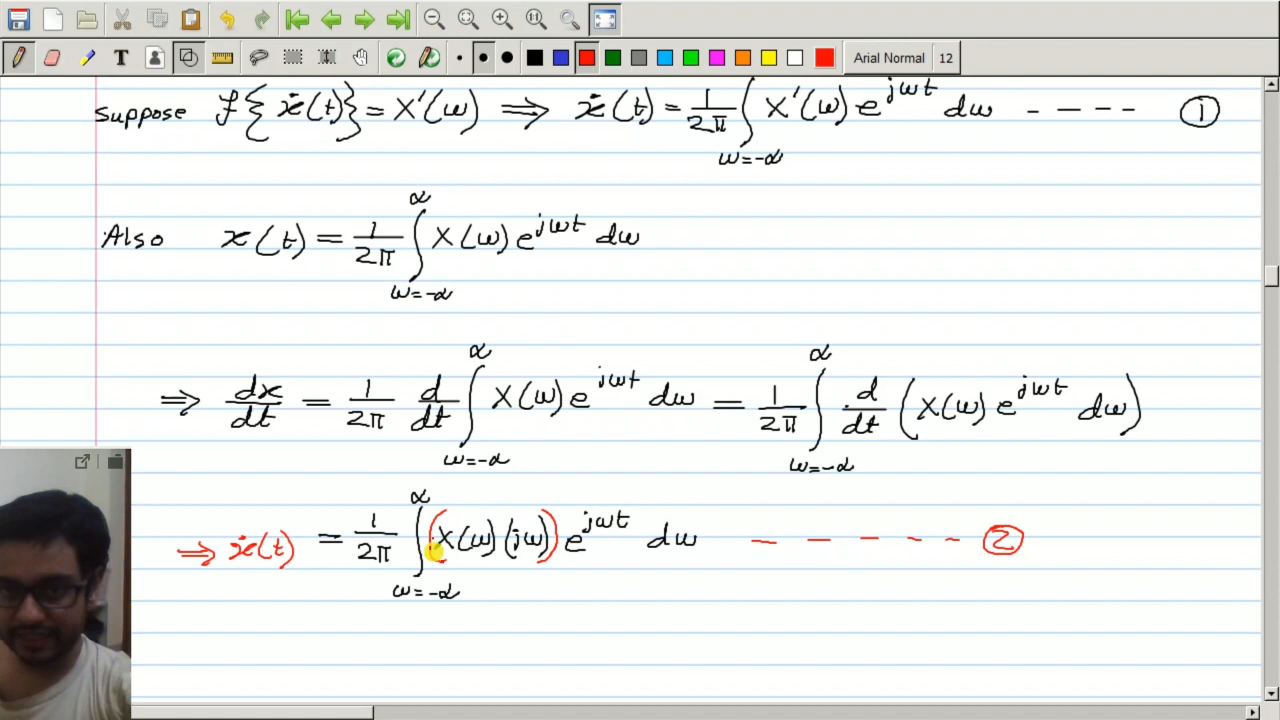 Arial Normal 12
Suppose ℱ{ẋ(t)} = X'(ω) ⟹ ẋ(t) = 1/2π ∫_{ω=-α} X'(ω) e^{jωt} dω - - - - ①
Also x(t) = 1/2π ∫_{ω=-α}^{α} X(ω) e^{jωt} dω
⟹ dx/dt = 1/2π d/dt ∫_{ω=-α}^{α} X(ω) e^{jωt} dω = 1/2π ∫_{ω=-α}^{α} d/dt (X(ω) e^{jωt} dω)
⟹ ẋ(t) = 1/2π ∫_{ω=-α}^{α} (X(ω)(jω)) e^{jωt} dω - - - - - ②